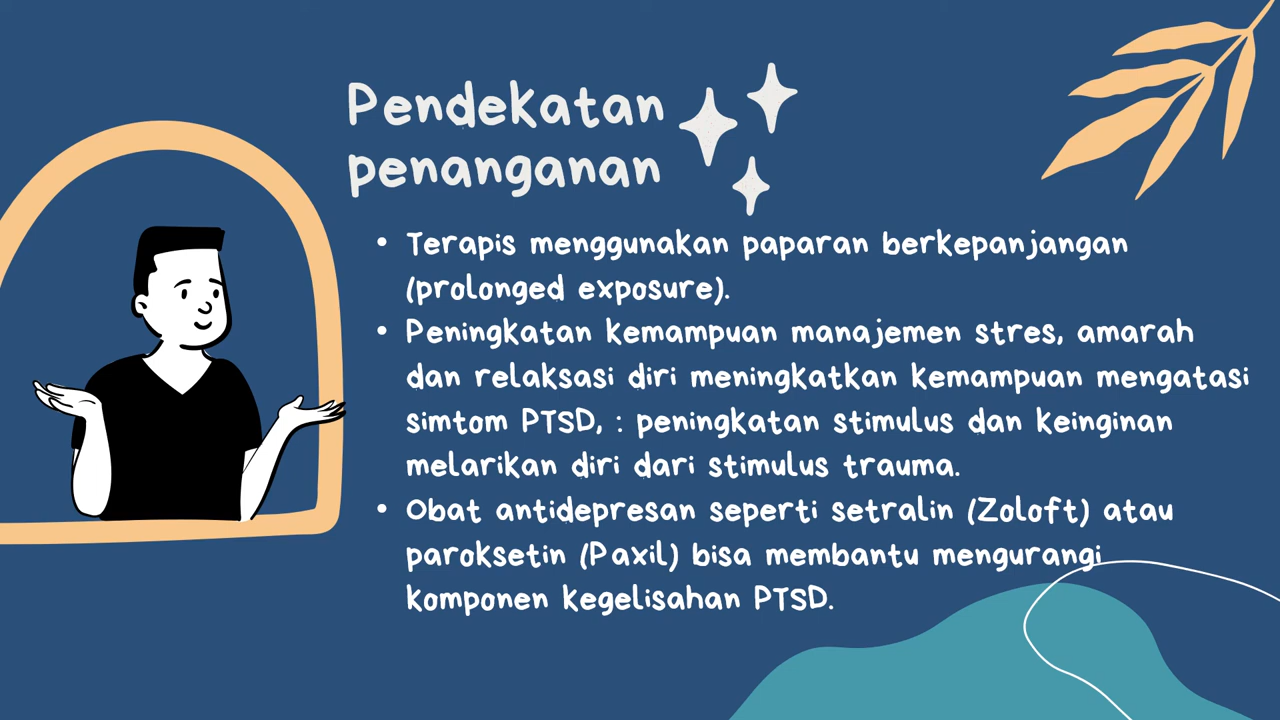 Pendekatan
penanganan
• Terapis menggunakan paparan berkepanjangan
(prolonged exposure).
• Peningkatan kemampuan manajemen stres, amarah
dan relaksasi diri meningkatkan kemampuan mengatasi
simtom PTSD, : peningkatan stimulus dan keinginan
melarikan diri dari stimulus trauma.
• Obat antidepresan seperti setralin (Zoloft) atau
paroksetin (Paxil) bisa membantu mengurangi
komponen kegelisahan PTSD.